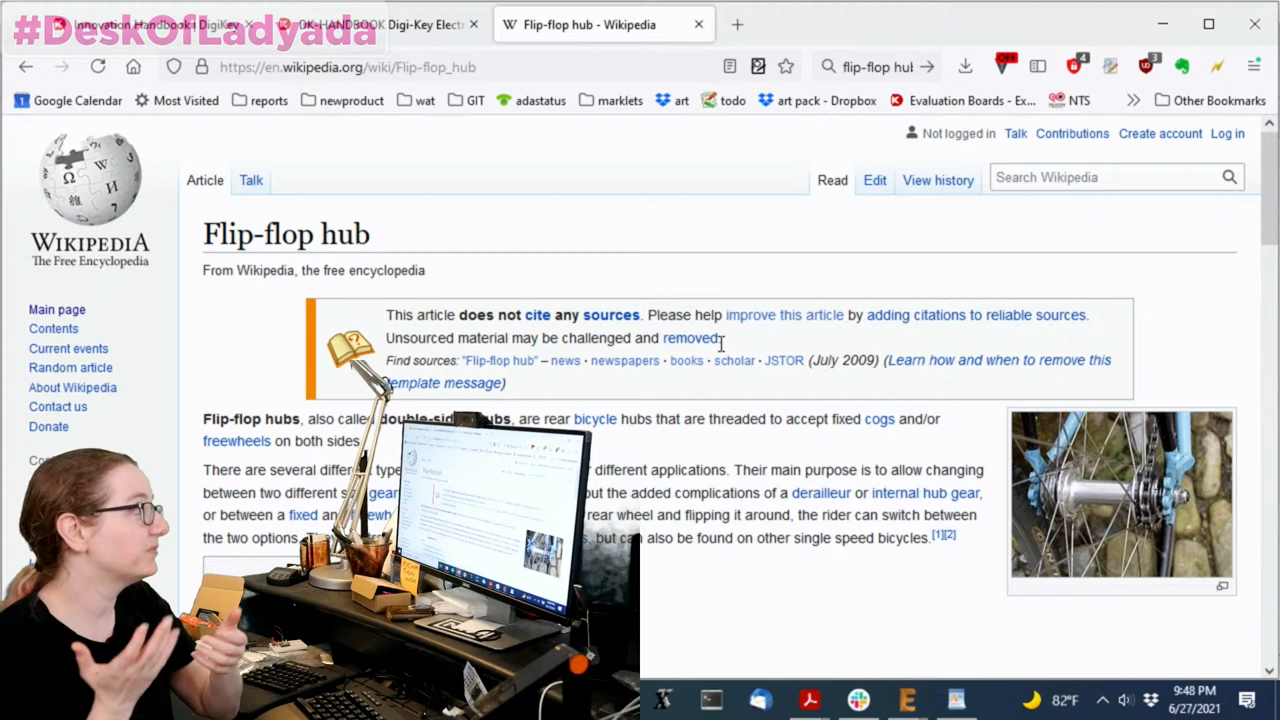 #DeskOfLadyada
Innovation Handbook | DigiKey
DK-HANDBOOK Digi-Key Electr
Flip-flop hub - Wikipedia
https://en.wikipedia.org/wiki/Flip-flop_hub
flip-flop hul
OFF
4
3
Google Calendar
Most Visited
reports
newproduct
wat
GIT
adastatus
marklets
art
todo
art pack - Dropbox
Evaluation Boards - Ex...
NTS
Other Bookmarks
Not logged in Talk Contributions Create account Log in
Article Talk
Read Edit View history
Search Wikipedia
WIKIPEDIA
The Free Encyclopedia
Main page
Contents
Current events
Random article
About Wikipedia
Contact us
Donate
Flip-flop hub
From Wikipedia, the free encyclopedia
This article does not cite any sources. Please help improve this article by adding citations to reliable sources.
Unsourced material may be challenged and removed.
Find sources: "Flip-flop hub" – news · newspapers · books · scholar · JSTOR (July 2009) (Learn how and when to remove this
template message)
Flip-flop hubs, also called double-sid hubs, are rear bicycle hubs that are threaded to accept fixed cogs and/or
freewheels on both sides
There are several differ type different applications. Their main purpose is to allow changing
between two different s gear out the added complications of a derailleur or internal hub gear,
or between a fixed an rear wheel and flipping it around, the rider can switch between
the two options , but can also be found on other single speed bicycles.[1][2]
82°F
9:48 PM
6/27/2021